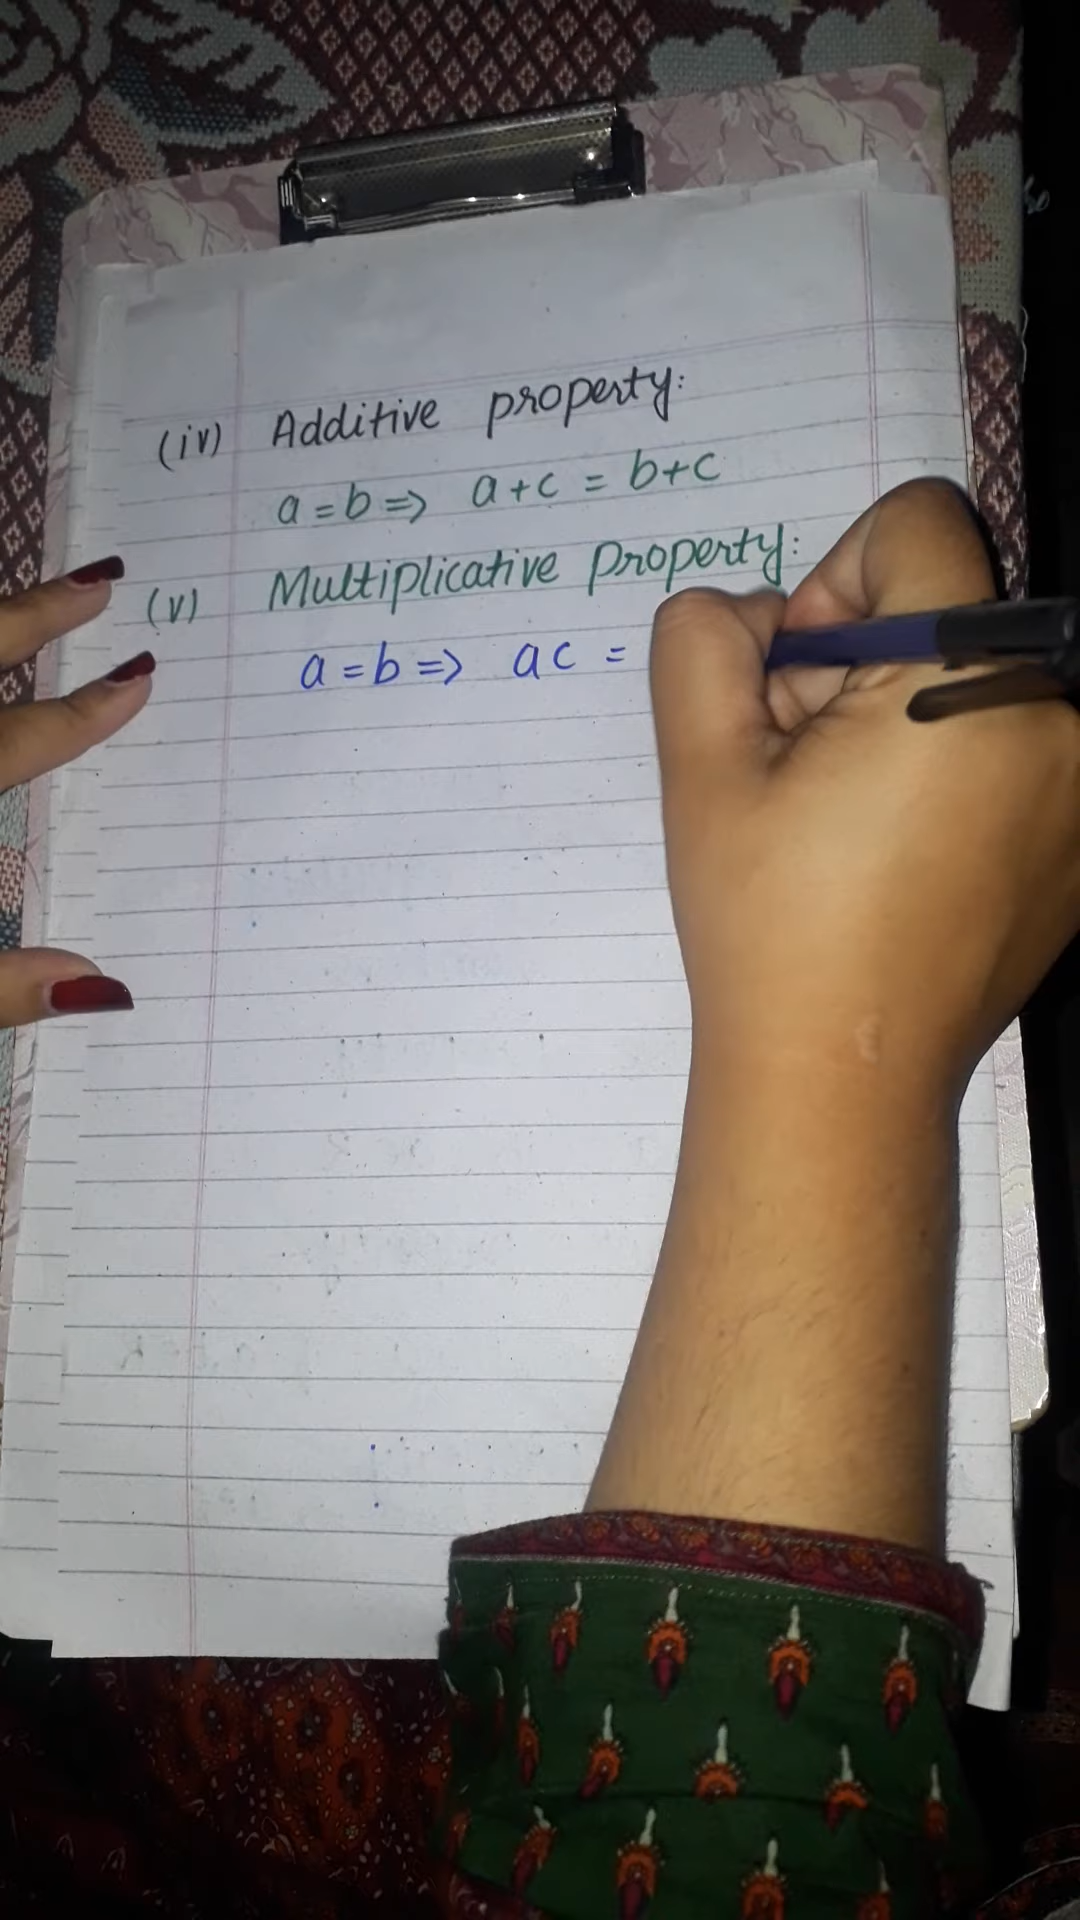 (iv) Additive property:
a = b => a + c = b + c
(v) Multiplicative property:
a = b => ac =